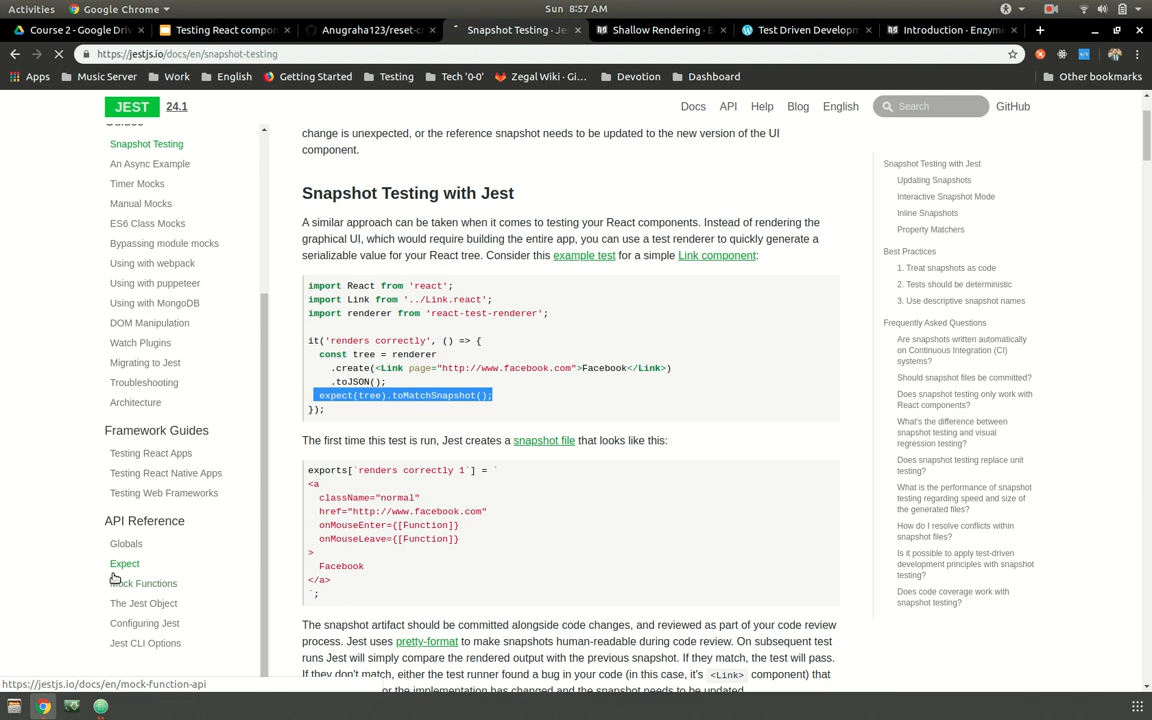 Activities
Google Chrome
Sun 8:57 AM
Course 2 - Google Driv
Testing React compon
Anugraha123/reset-c
Snapshot Testing · Jes
Shallow Rendering · E
Test Driven Developm
Introduction · Enzyme
https://jestjs.io/docs/en/snapshot-testing
Apps
Music Server
Work
English
Getting Started
Testing
Tech '0-0'
Zegal Wiki - Gi...
Devotion
Dashboard
Other bookmarks
JEST
24.1
Docs
API
Help
Blog
English
Search
GitHub
Guides
Snapshot Testing
An Async Example
Timer Mocks
Manual Mocks
ES6 Class Mocks
Bypassing module mocks
Using with webpack
Using with puppeteer
Using with MongoDB
DOM Manipulation
Watch Plugins
Migrating to Jest
Troubleshooting
Architecture
Framework Guides
Testing React Apps
Testing React Native Apps
Testing Web Frameworks
API Reference
Globals
Expect
Mock Functions
The Jest Object
Configuring Jest
Jest CLI Options
https://jestjs.io/docs/en/mock-function-api
change is unexpected, or the reference snapshot needs to be updated to the new version of the UI
component.
Snapshot Testing with Jest
A similar approach can be taken when it comes to testing your React components. Instead of rendering the
graphical UI, which would require building the entire app, you can use a test renderer to quickly generate a
serializable value for your React tree. Consider this example test for a simple Link component:
import React from 'react';
import Link from '../Link.react';
import renderer from 'react-test-renderer';
it('renders correctly', () => {
const tree = renderer
.create(<Link page="http://www.facebook.com">Facebook</Link>)
.toJSON();
expect(tree).toMatchSnapshot();
});
The first time this test is run, Jest creates a snapshot file that looks like this:
exports[`renders correctly 1`] = `
<a
className="normal"
href="http://www.facebook.com"
onMouseEnter={[Function]}
onMouseLeave={[Function]}
>
Facebook
</a>
`;
The snapshot artifact should be committed alongside code changes, and reviewed as part of your code review
process. Jest uses pretty-format to make snapshots human-readable during code review. On subsequent test
runs Jest will simply compare the rendered output with the previous snapshot. If they match, the test will pass.
If they don't match, either the test runner found a bug in your code (in this case, it's <Link> component) that
or the implementation has changed and the snapshot needs to be updated.
Snapshot Testing with Jest
Updating Snapshots
Interactive Snapshot Mode
Inline Snapshots
Property Matchers
Best Practices
1. Treat snapshots as code
2. Tests should be deterministic
3. Use descriptive snapshot names
Frequently Asked Questions
Are snapshots written automatically
on Continuous Integration (CI)
systems?
Should snapshot files be committed?
Does snapshot testing only work with
React components?
What's the difference between
snapshot testing and visual
regression testing?
Does snapshot testing replace unit
testing?
What is the performance of snapshot
testing regarding speed and size of
the generated files?
How do I resolve conflicts within
snapshot files?
Is it possible to apply test-driven
development principles with snapshot
testing?
Does code coverage work with
snapshot testing?